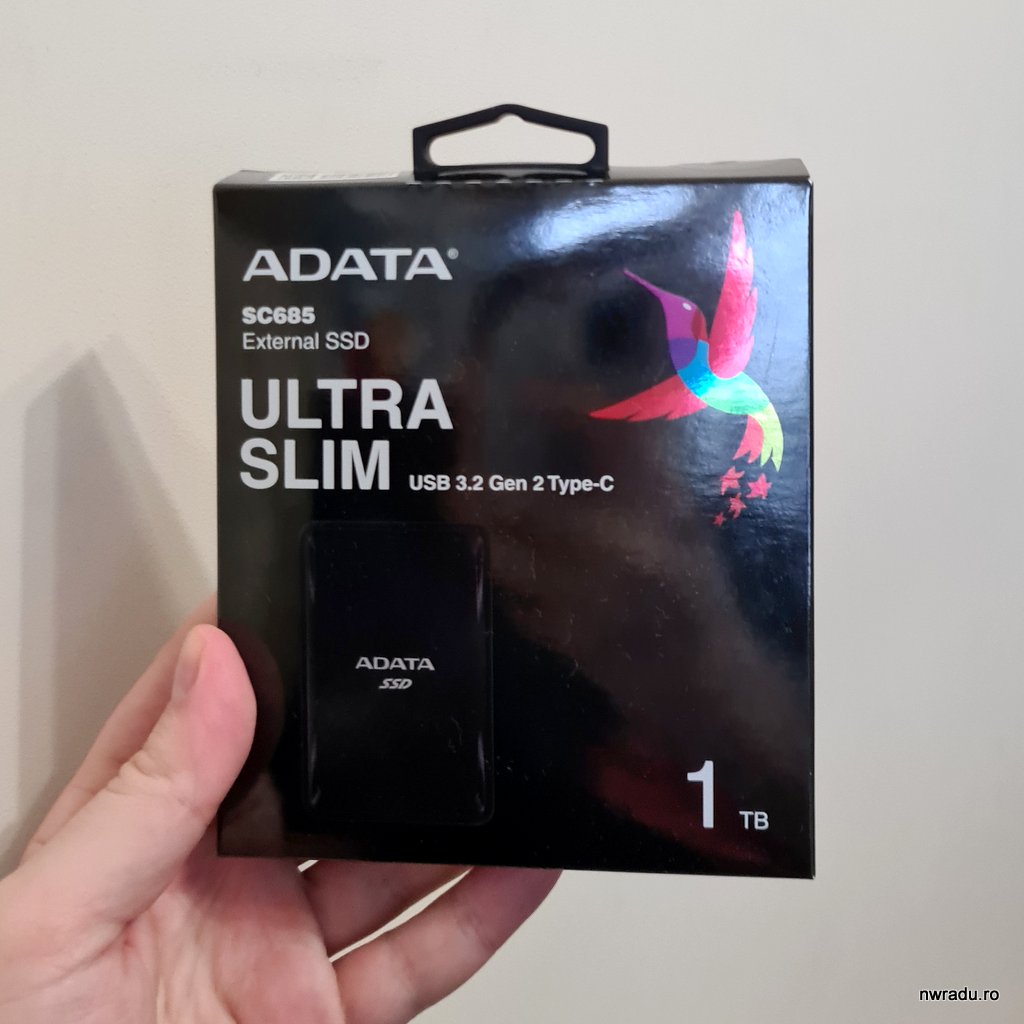 ADATA®
SC685
External SSD
ULTRA
SLIM USB 3.2 Gen 2 Type-C
ADATA
SSD
1 TB
nwradu.ro